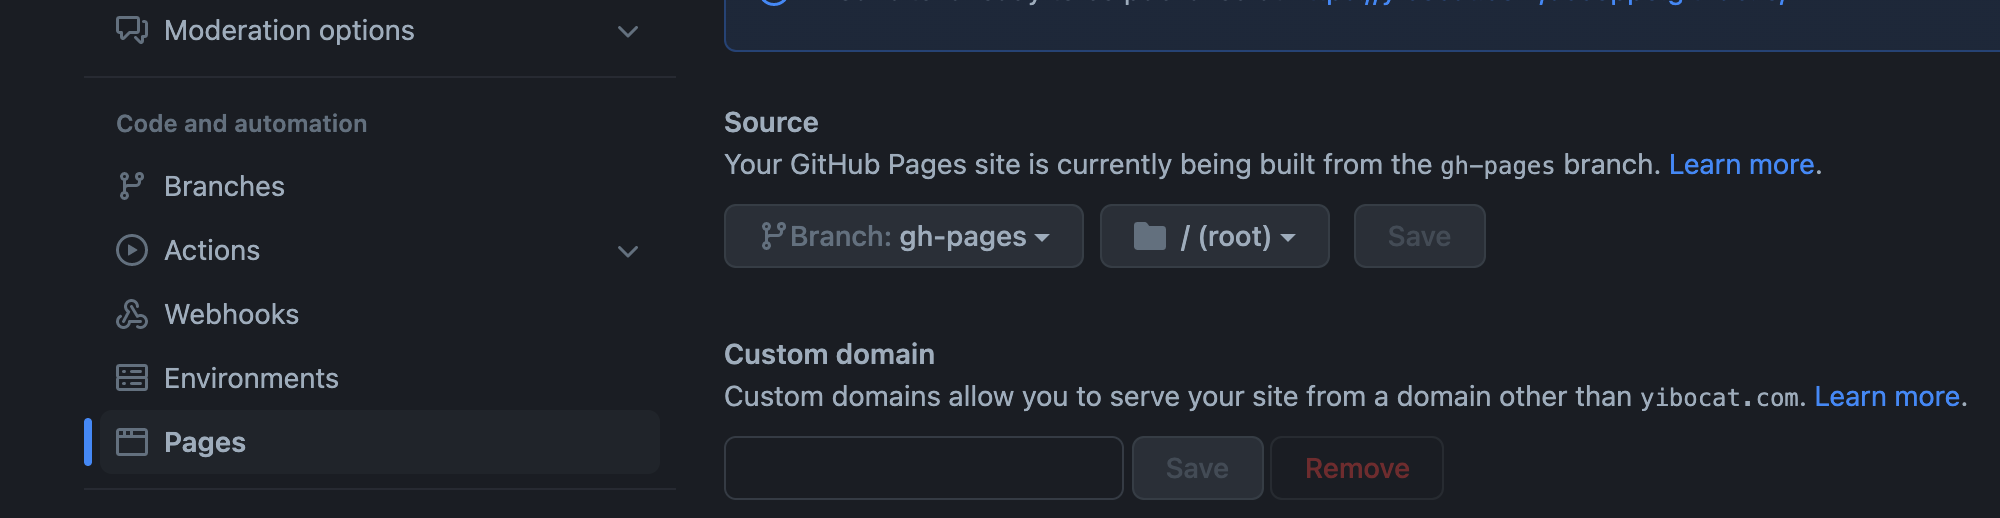 Moderation options
Code and automation
Branches
Actions
Webhooks
Environments
Pages
Source
Your GitHub Pages site is currently being built from the gh-pages branch. Learn more.
Branch: gh-pages
/ (root)
Save
Custom domain
Custom domains allow you to serve your site from a domain other than yibocat.com. Learn more.
Save
Remove